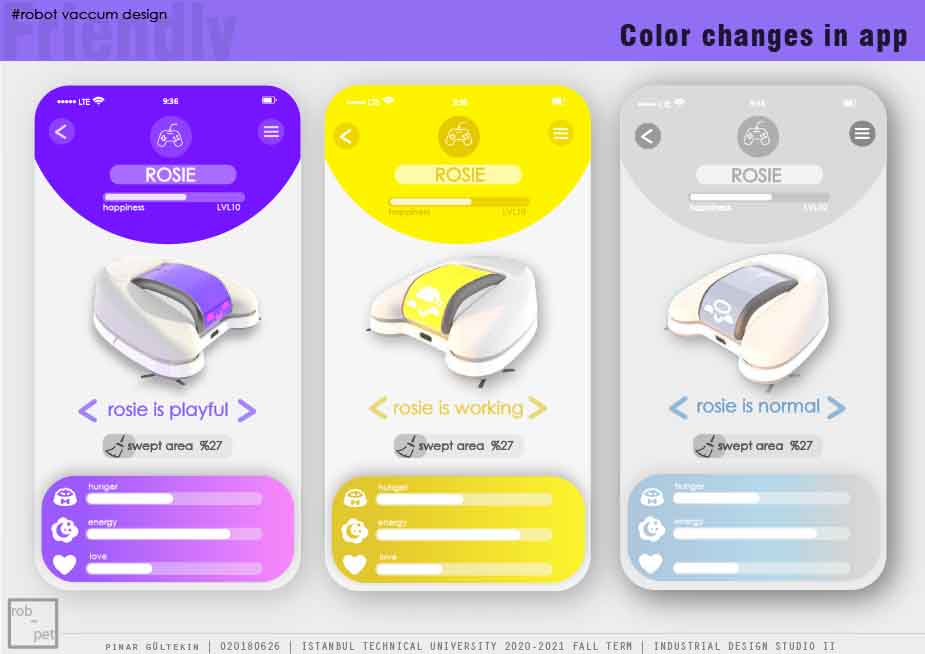 #robot vaccum design
Friendly
Color changes in app
LTE
9:36
ROSIE
happiness
LVL10
rosie is playful
swept area %27
hunger
energy
love
LTE
9:36
ROSIE
happiness
LVL10
rosie is working
swept area %27
hunger
energy
love
LTE
9:36
ROSIE
happiness
LVL10
rosie is normal
swept area %27
hunger
energy
rob
-
pet
PINAR GÜLTEKIN | 020180626 | ISTANBUL TECHNICAL UNIVERSITY 2020-2021 FALL TERM | INDUSTRIAL DESIGN STUDIO II